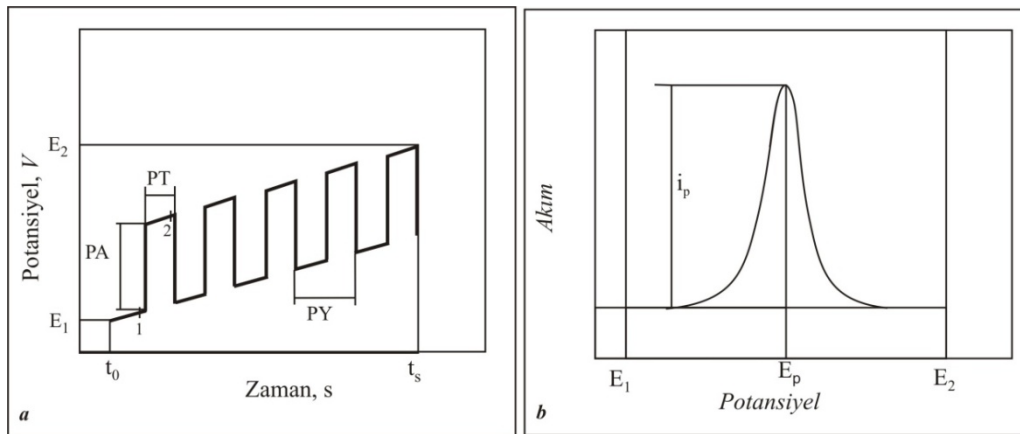 Potansiyel, V
E₂
E₁
PT
PA
2
1
PY
t₀
tₛ
Zaman, s
a
Akım
iₚ
E₁
Eₚ
E₂
Potansiyel
b